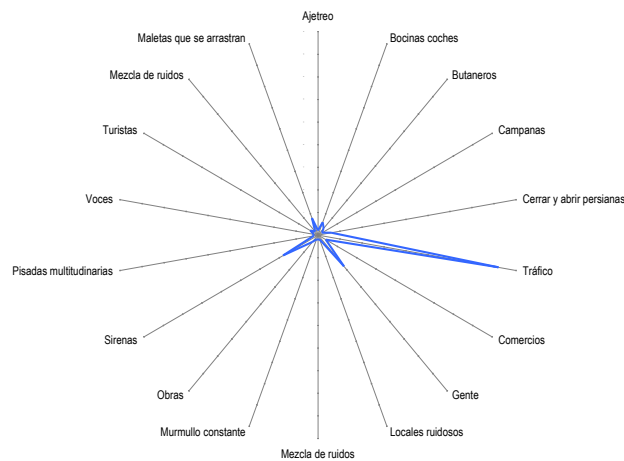 Ajetreo
Maletas que se arrastran
Bocinas coches
Mezcla de ruidos
Butaneros
Turistas
Campanas
Voces
Cerrar y abrir persianas
Pisadas multitudinarias
Tráfico
Sirenas
Comercios
Obras
Gente
Murmullo constante
Locales ruidosos
Mezcla de ruidos